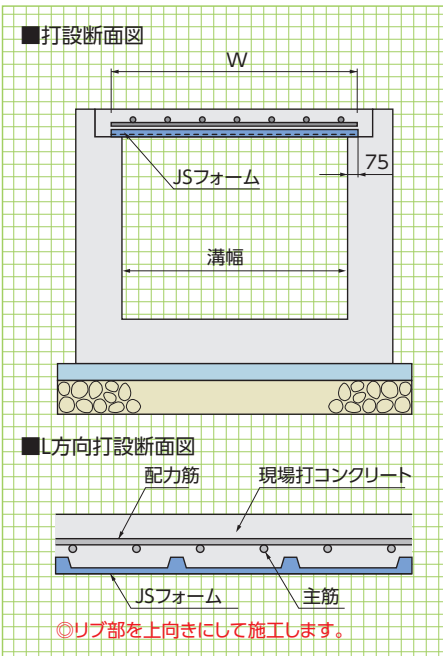 ■打設断面図
W
JSフォーム
75
溝幅
■L方向打設断面図
配力筋
現場打コンクリート
JSフォーム
主筋
◎リブ部を上向きにして施工します。